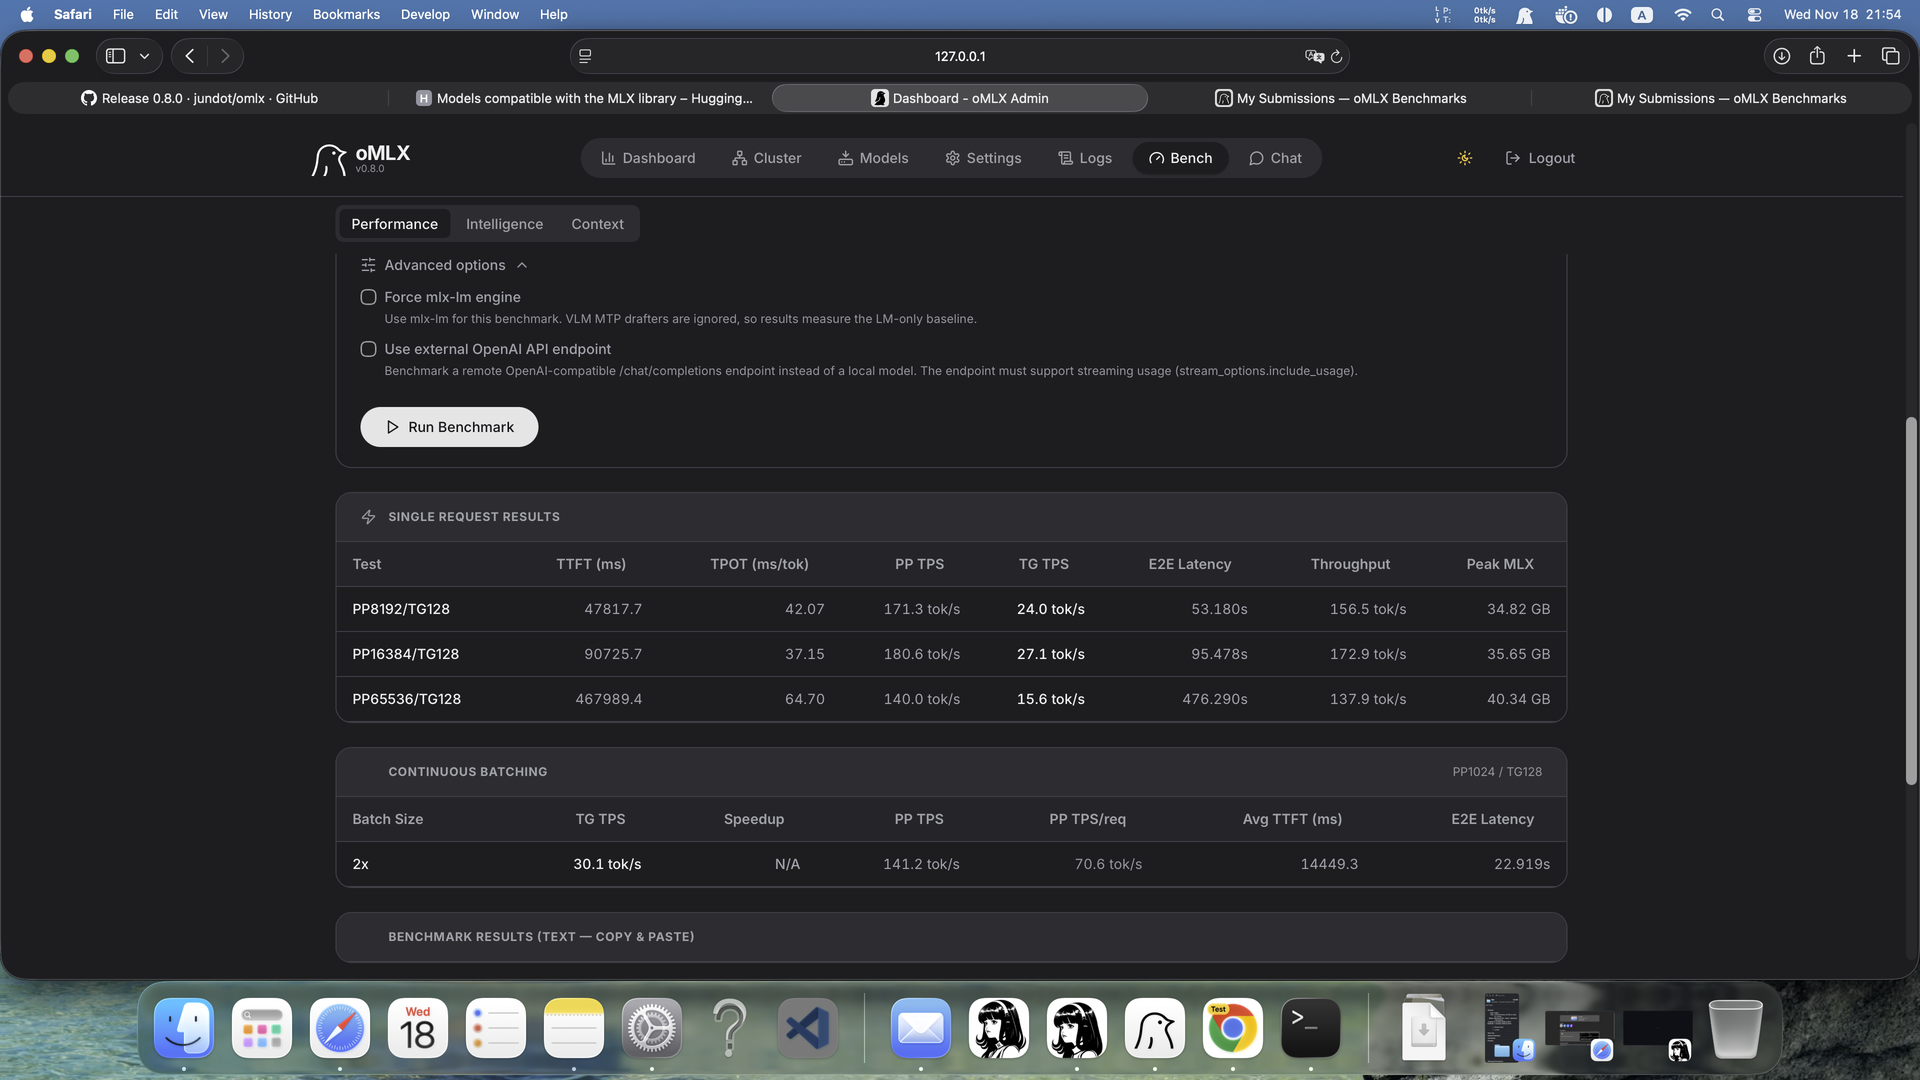 Safari File Edit View History Bookmarks Develop Window Help
P: 0tk/s
T: 0tk/s
A
Wed Nov 18 21:54
127.0.0.1
Release 0.8.0 · jundot/omlx · GitHub
Models compatible with the MLX library – Hugging...
Dashboard - oMLX Admin
My Submissions — oMLX Benchmarks
My Submissions — oMLX Benchmarks
oMLX
v0.8.0
Dashboard Cluster Models Settings Logs Bench Chat
Logout
Performance Intelligence Context
Advanced options
Force mlx-lm engine
Use mlx-lm for this benchmark. VLM MTP drafters are ignored, so results measure the LM-only baseline.
Use external OpenAI API endpoint
Benchmark a remote OpenAI-compatible /chat/completions endpoint instead of a local model. The endpoint must support streaming usage (stream_options.include_usage).
Run Benchmark
SINGLE REQUEST RESULTS
Test TTFT (ms) TPOT (ms/tok) PP TPS TG TPS E2E Latency Throughput Peak MLX
PP8192/TG128 47817.7 42.07 171.3 tok/s 24.0 tok/s 53.180s 156.5 tok/s 34.82 GB
PP16384/TG128 90725.7 37.15 180.6 tok/s 27.1 tok/s 95.478s 172.9 tok/s 35.65 GB
PP65536/TG128 467989.4 64.70 140.0 tok/s 15.6 tok/s 476.290s 137.9 tok/s 40.34 GB
CONTINUOUS BATCHING PP1024 / TG128
Batch Size TG TPS Speedup PP TPS PP TPS/req Avg TTFT (ms) E2E Latency
2x 30.1 tok/s N/A 141.2 tok/s 70.6 tok/s 14449.3 22.919s
BENCHMARK RESULTS (TEXT — COPY & PASTE)
Wed
18
Test